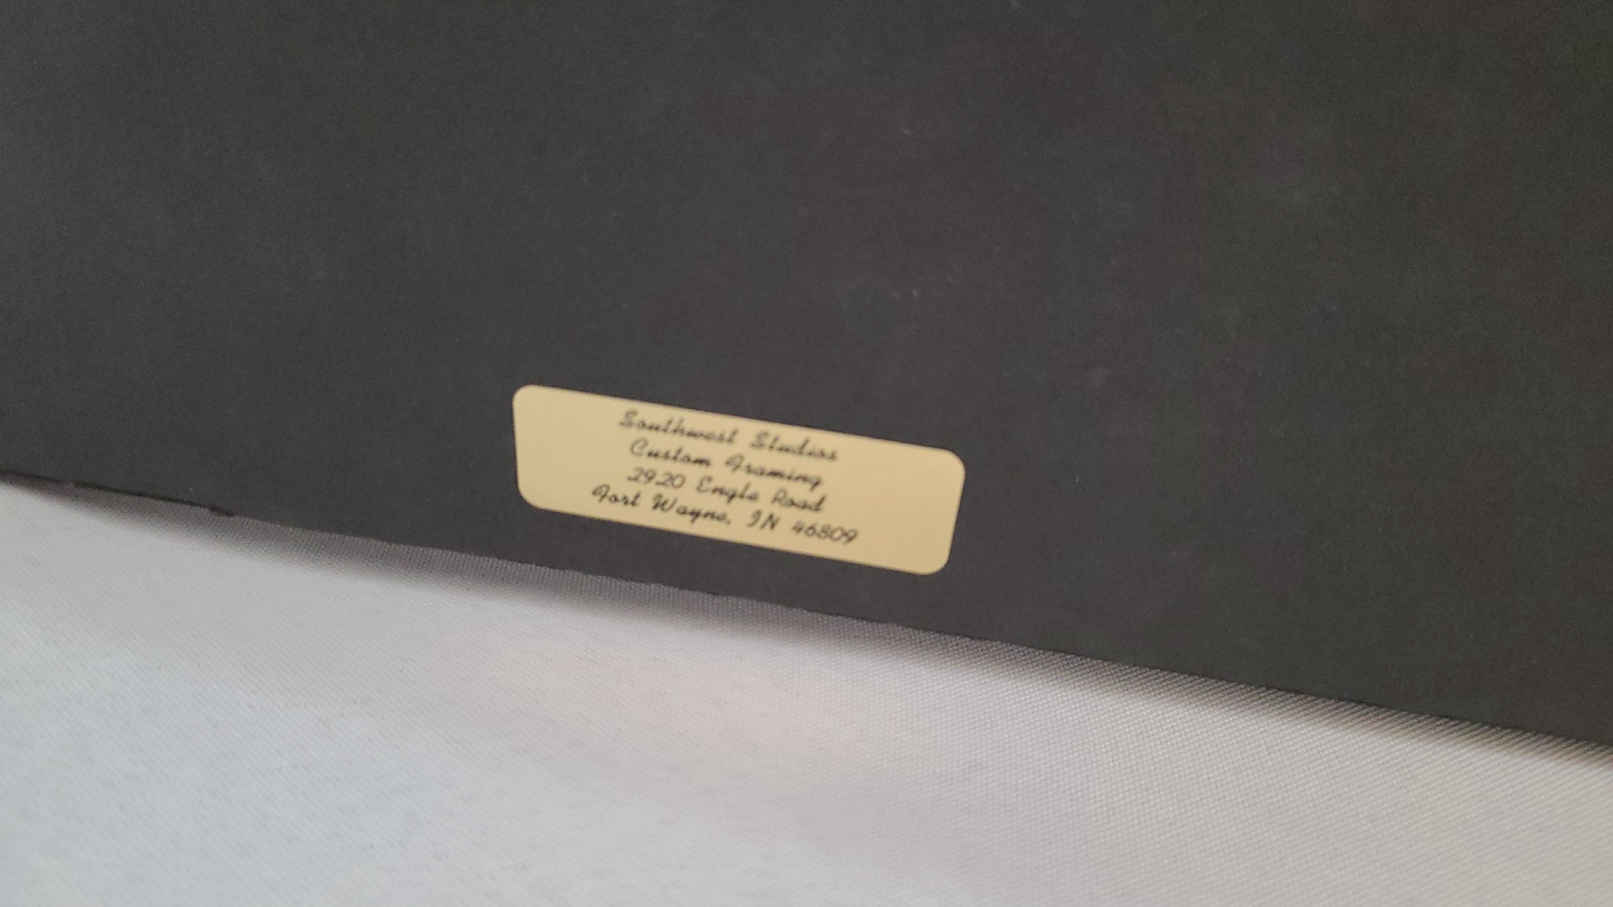 Southwest Studios
Custom Framing
2920 Engle Road
Fort Wayne, IN 46809